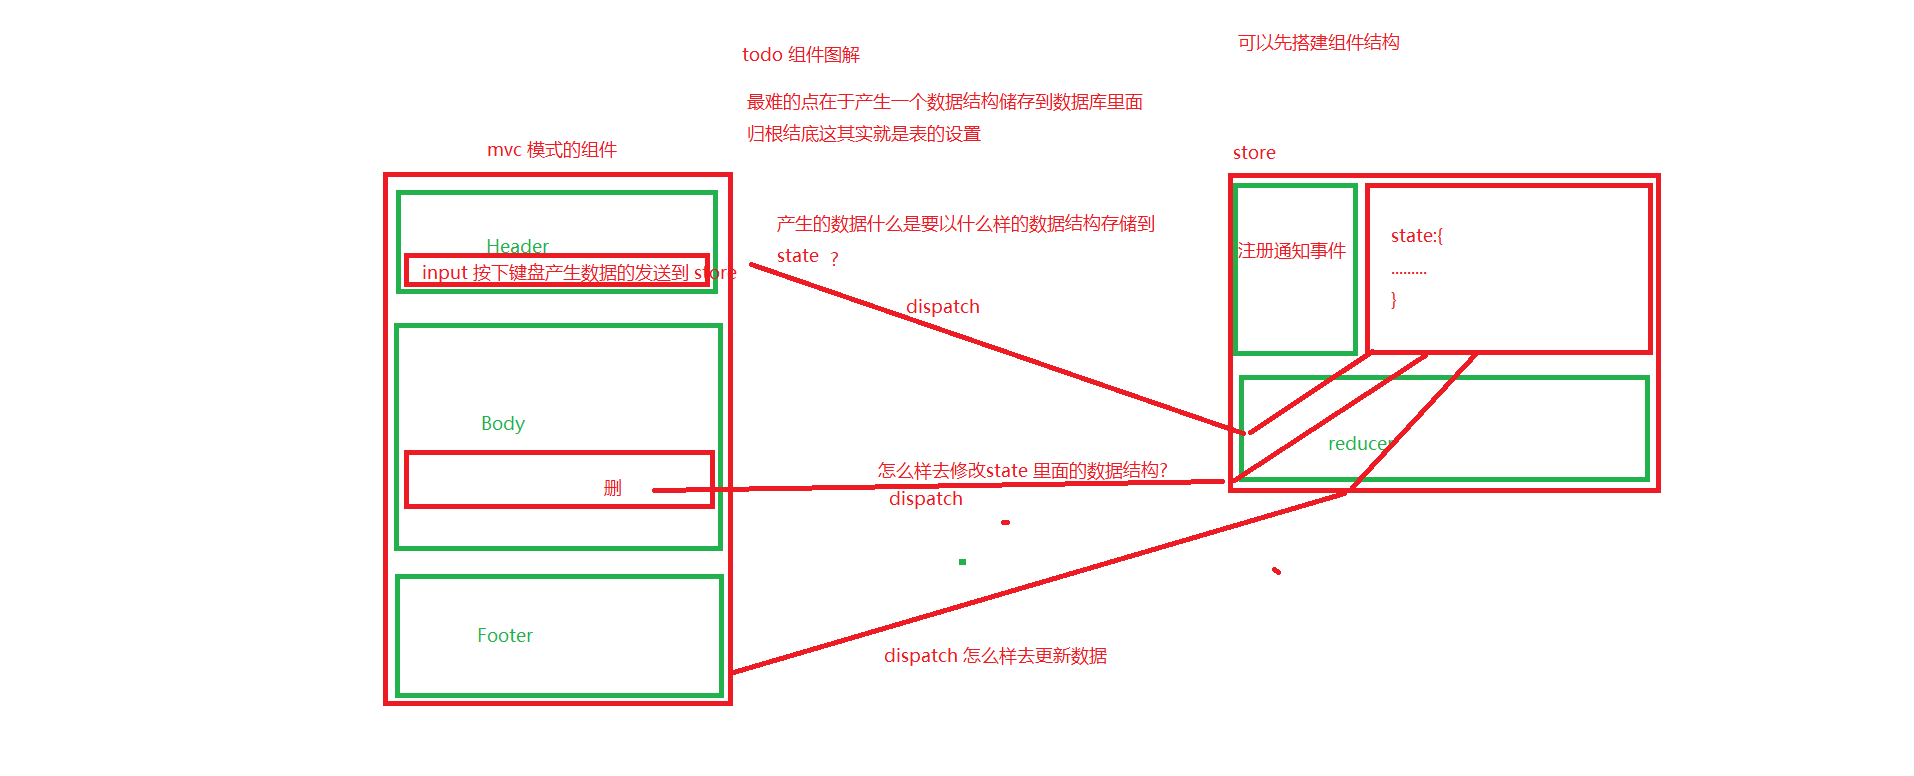 todo 组件图解
可以先搭建组件结构
最难的点在于产生一个数据结构储存到数据库里面
归根结底这其实就是表的设置
mvc 模式的组件
store
Header
input 按下键盘产生数据的发送到 store
产生的数据什么是要以什么样的数据结构存储到
state ？
dispatch
注册通知事件
state:{
.........
}
Body
删
怎么样去修改state 里面的数据结构?
dispatch
reducer
Footer
dispatch 怎么样去更新数据